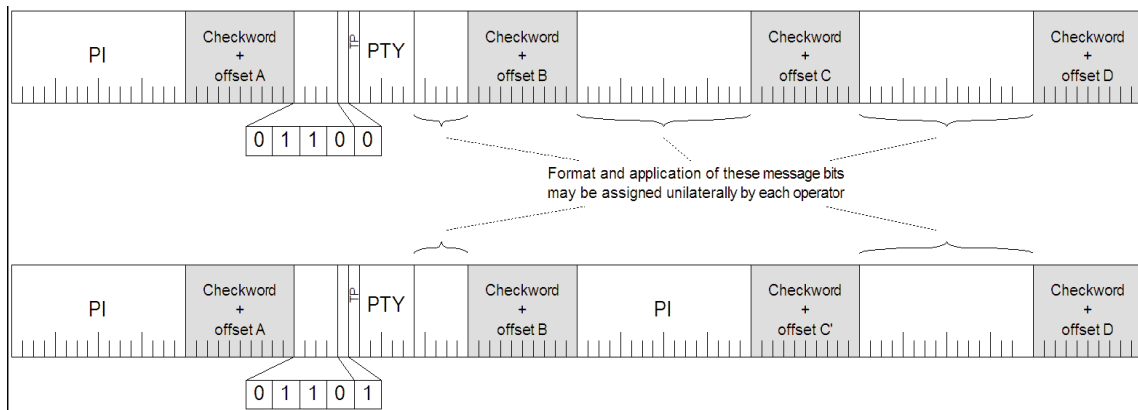 PI
Checkword
+
offset A
TP
PTY
Checkword
+
offset B
Checkword
+
offset C
Checkword
+
offset D
0 1 1 0 0
Format and application of these message bits
may be assigned unilaterally by each operator
PI
Checkword
+
offset A
TP
PTY
Checkword
+
offset B
PI
Checkword
+
offset C'
Checkword
+
offset D
0 1 1 0 1